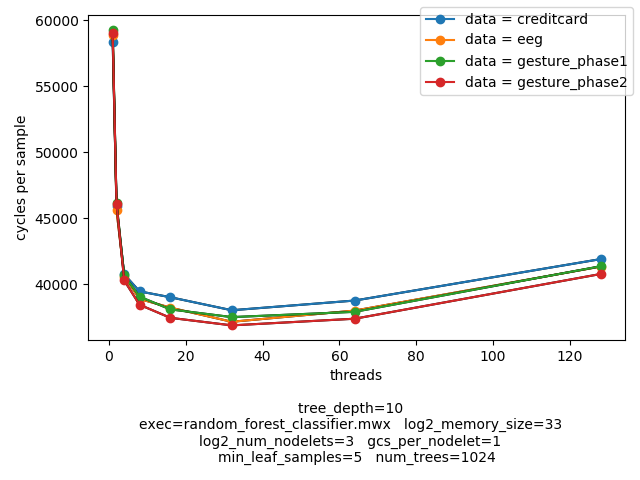 data = creditcard
data = eeg
data = gesture_phase1
data = gesture_phase2
60000
55000
50000
45000
40000
cycles per sample
0 20 40 60 80 100 120
threads
tree_depth=10
exec=random_forest_classifier.mwx log2_memory_size=33
log2_num_nodelets=3 gcs_per_nodelet=1
min_leaf_samples=5 num_trees=1024